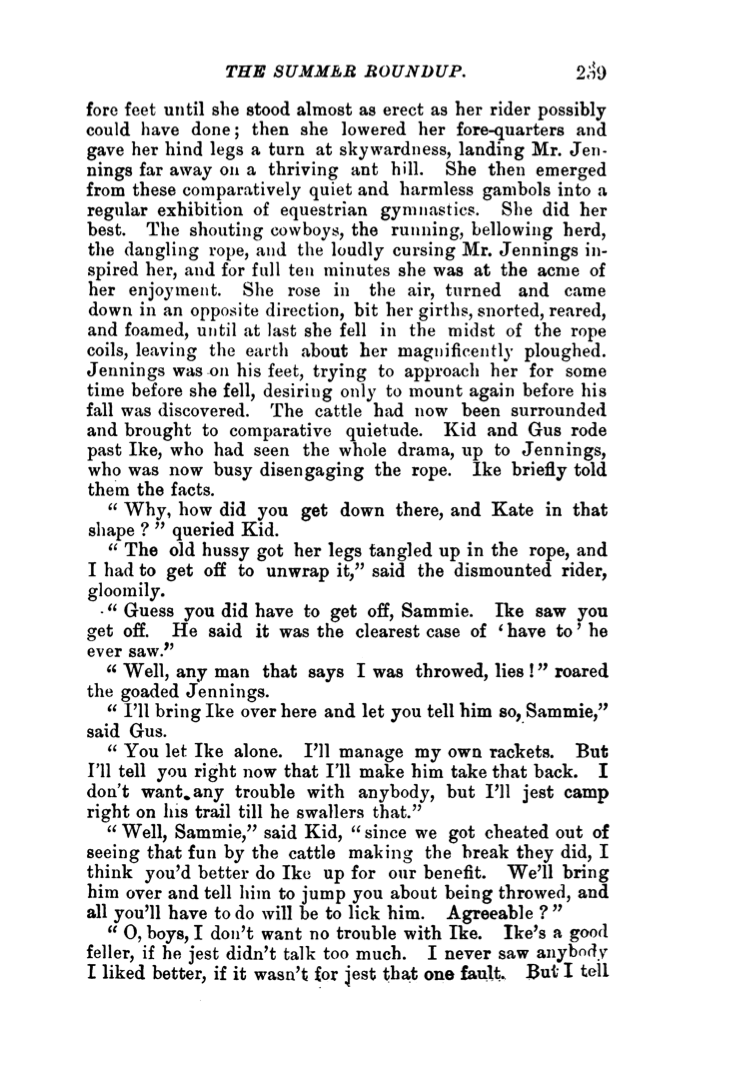 THE SUMMER ROUNDUP. 239
fore feet until she stood almost as erect as her rider possibly
could have done; then she lowered her fore-quarters and
gave her hind legs a turn at skywardness, landing Mr. Jen-
nings far away on a thriving ant hill. She then emerged
from these comparatively quiet and harmless gambols into a
regular exhibition of equestrian gymnastics. She did her
best. The shouting cowboys, the running, bellowing herd,
the dangling rope, and the loudly cursing Mr. Jennings in-
spired her, and for full ten minutes she was at the acme of
her enjoyment. She rose in the air, turned and came
down in an opposite direction, bit her girths, snorted, reared,
and foamed, until at last she fell in the midst of the rope
coils, leaving the earth about her magnificently ploughed.
Jennings was on his feet, trying to approach her for some
time before she fell, desiring only to mount again before his
fall was discovered. The cattle had now been surrounded
and brought to comparative quietude. Kid and Gus rode
past Ike, who had seen the whole drama, up to Jennings,
who was now busy disengaging the rope. Ike briefly told
them the facts.
“ Why, how did you get down there, and Kate in that
shape ? ” queried Kid.
“ The old hussy got her legs tangled up in the rope, and
I had to get off to unwrap it,” said the dismounted rider,
gloomily.
“ Guess you did have to get off, Sammie. Ike saw you
get off. He said it was the clearest case of ‘have to’ he
ever saw.”
“ Well, any man that says I was throwed, lies ! ” roared
the goaded Jennings.
“ I’ll bring Ike over here and let you tell him so, Sammie,”
said Gus.
“ You let Ike alone. I’ll manage my own rackets. But
I’ll tell you right now that I’ll make him take that back. I
don’t want any trouble with anybody, but I’ll jest camp
right on his trail till he swallers that.”
“ Well, Sammie,” said Kid, “ since we got cheated out of
seeing that fun by the cattle making the break they did, I
think you’d better do Ike up for our benefit. We’ll bring
him over and tell him to jump you about being throwed, and
all you’ll have to do will be to lick him. Agreeable ? ”
“ O, boys, I don’t want no trouble with Ike. Ike’s a good
feller, if he jest didn’t talk too much. I never saw anybody
I liked better, if it wasn’t for jest that one fault. But I tell